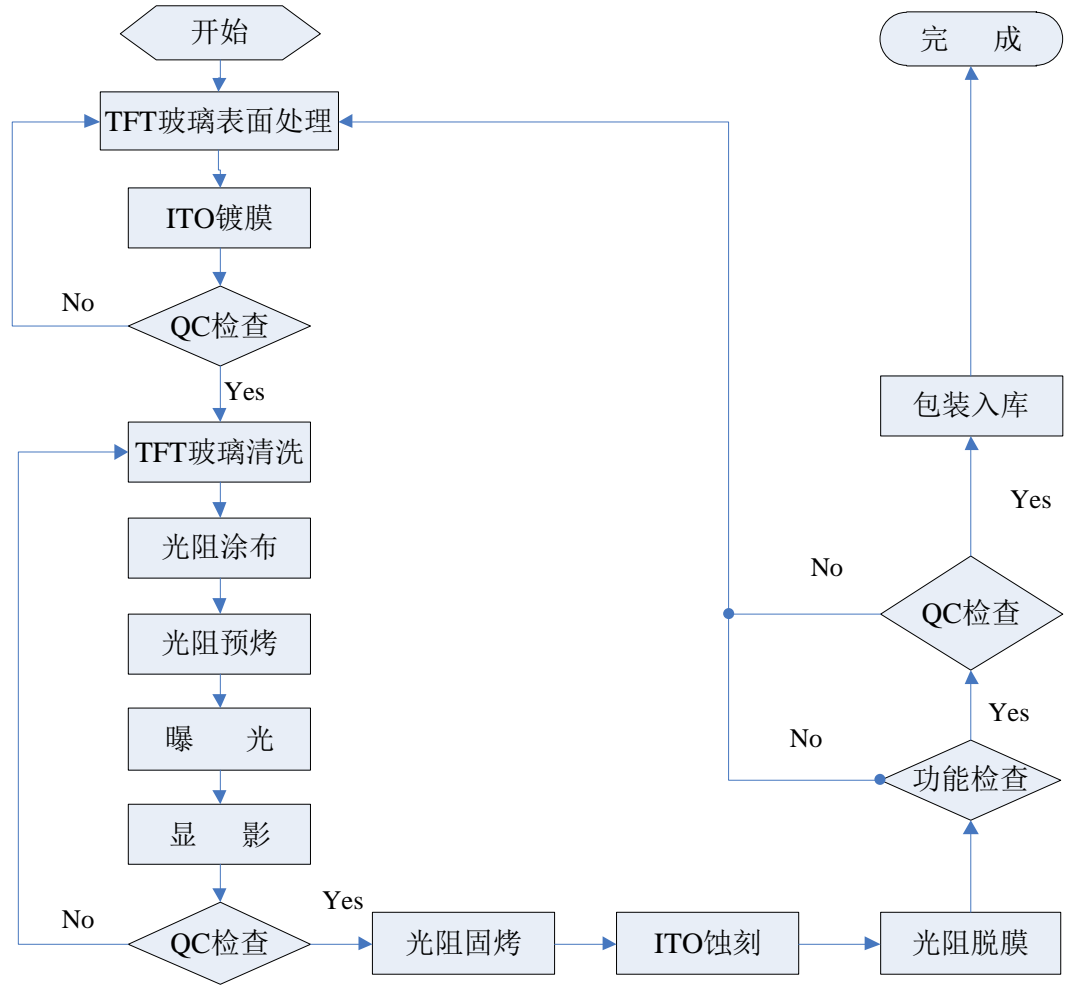 开始
TFT玻璃表面处理
ITO镀膜
No
QC检查
Yes
TFT玻璃清洗
光阻涂布
光阻预烤
曝 光
显 影
No
QC检查
Yes
光阻固烤
ITO蚀刻
光阻脱膜
功能检查
No
Yes
QC检查
No
Yes
包装入库
完 成